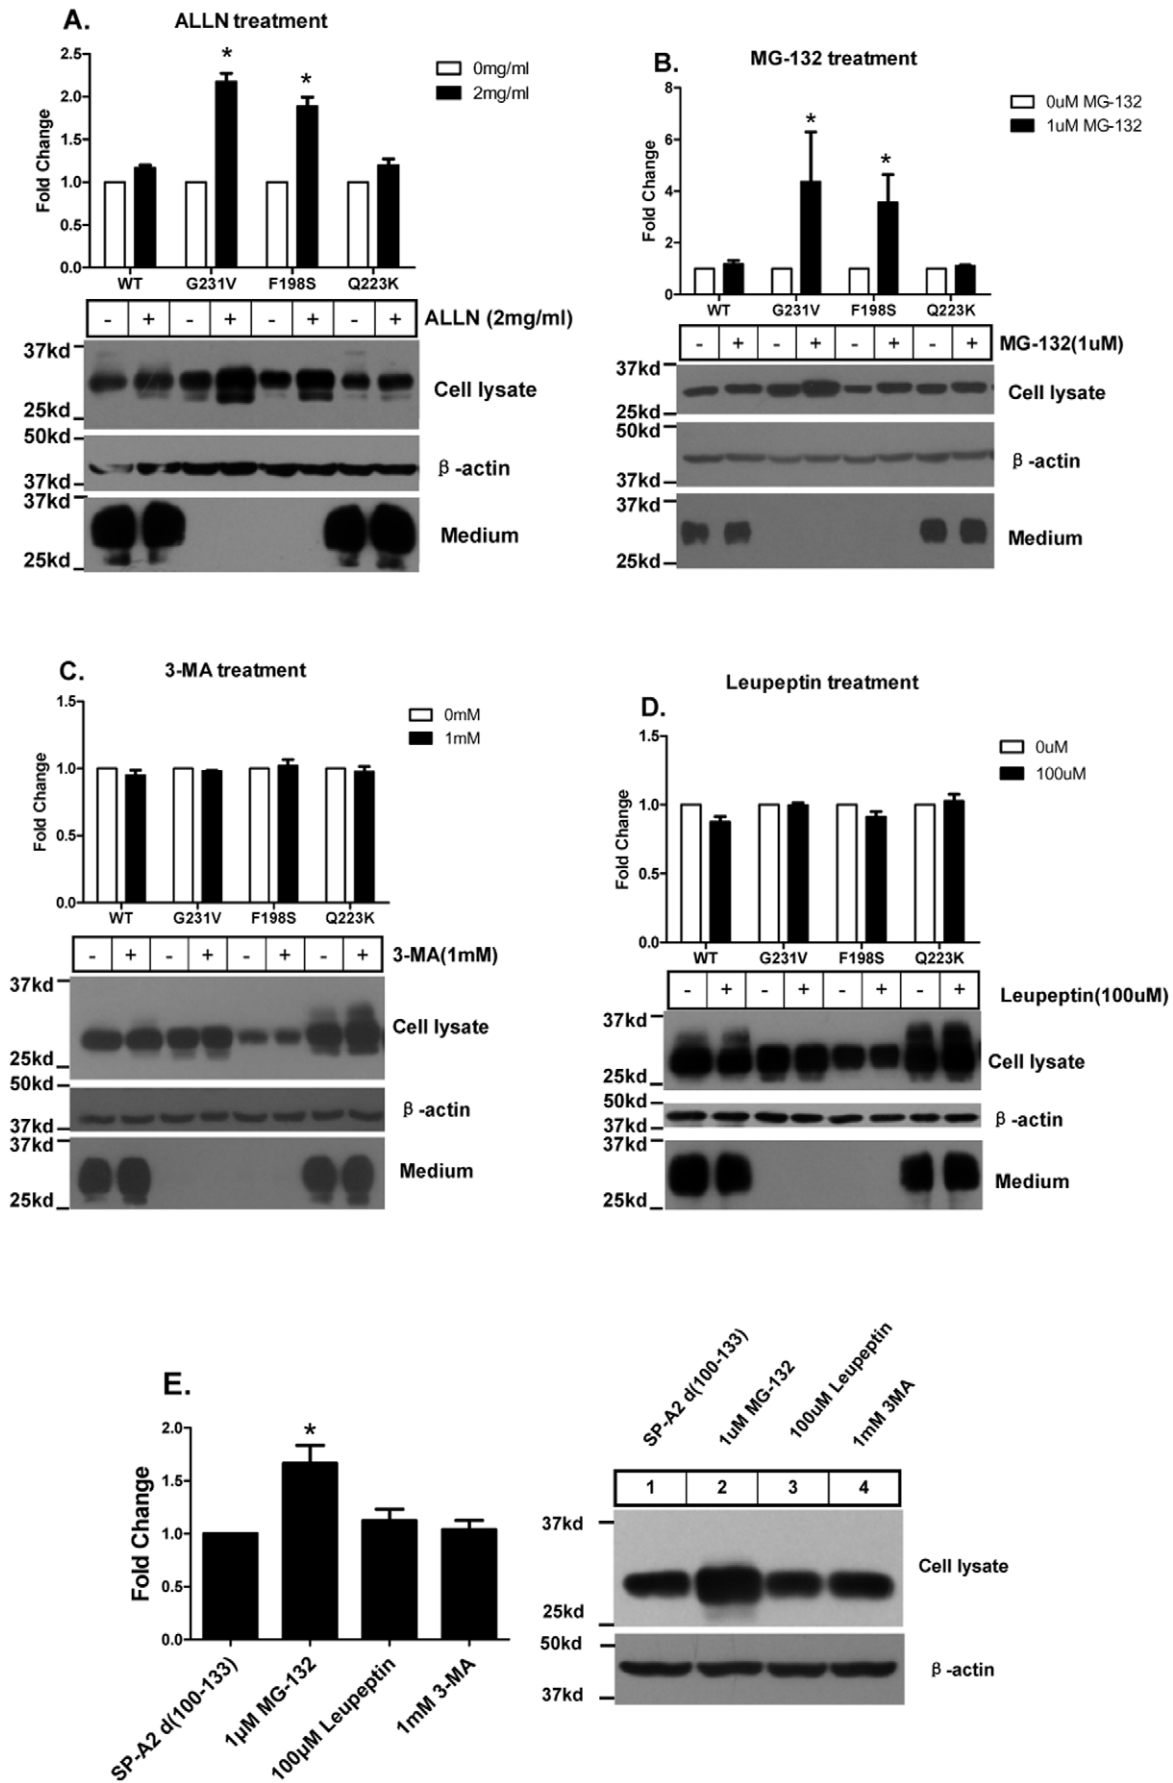 A.
ALLN treatment
2.5
2.0
1.5
1.0
0.5
0.0
Fold Change
* *
0mg/ml
2mg/ml
WT G231V F198S Q223K
- + - + - + - + ALLN (2mg/ml)
37kd
25kd
Cell lysate
50kd
37kd
β-actin
37kd
25kd
Medium
B.
MG-132 treatment
8
6
4
2
0
Fold Change
* *
0uM MG-132
1uM MG-132
WT G231V F198S Q223K
- + - + - + - + MG-132(1uM)
37kd
25kd
Cell lysate
50kd
37kd
β-actin
37kd
25kd
Medium
C.
3-MA treatment
1.5
1.0
0.5
0.0
Fold Change
0mM
1mM
WT G231V F198S Q223K
- + - + - + - + 3-MA(1mM)
37kd
25kd
Cell lysate
50kd
37kd
β-actin
37kd
25kd
Medium
D.
Leupeptin treatment
1.5
1.0
0.5
0.0
Fold Change
0uM
100uM
WT G231V F198S Q223K
- + - + - + - + Leupeptin(100uM)
37kd
25kd
Cell lysate
50kd
37kd
β-actin
37kd
25kd
Medium
E.
2.0
1.5
1.0
0.5
0.0
Fold Change
*
SP-A2 d(100-133)
1µM MG-132
100µM Leupeptin
1mM 3-MA
SP-A2 d(100-133)
1uM MG-132
100uM Leupeptin
1mM 3MA
1 2 3 4
37kd
25kd
Cell lysate
50kd
37kd
β-actin